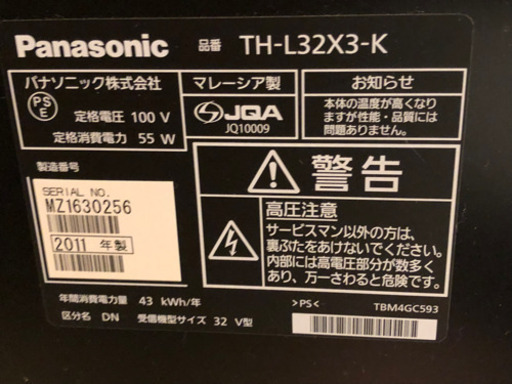 Panasonic 品番 TH-L32X3-K
パナソニック株式会社
PS
E
定格電圧 100 V
定格消費電力 55 W
マレーシア製
JQA
JQ10009
お知らせ
本体の温度が高くなり
ますが性能・品質には
問題ありません。
製造番号
SERIAL NO.
MZ1630256
2011 年製
警告
高圧注意
サービスマン以外の方は、
裏ぶたをあけないでください。
内部には高電圧部分が数多く
あり、万一さわると危険です。
年間消費電力量 43 kWh/年
区分名 DN 受信機型サイズ 32 V型
>PS<
TBM4GC593